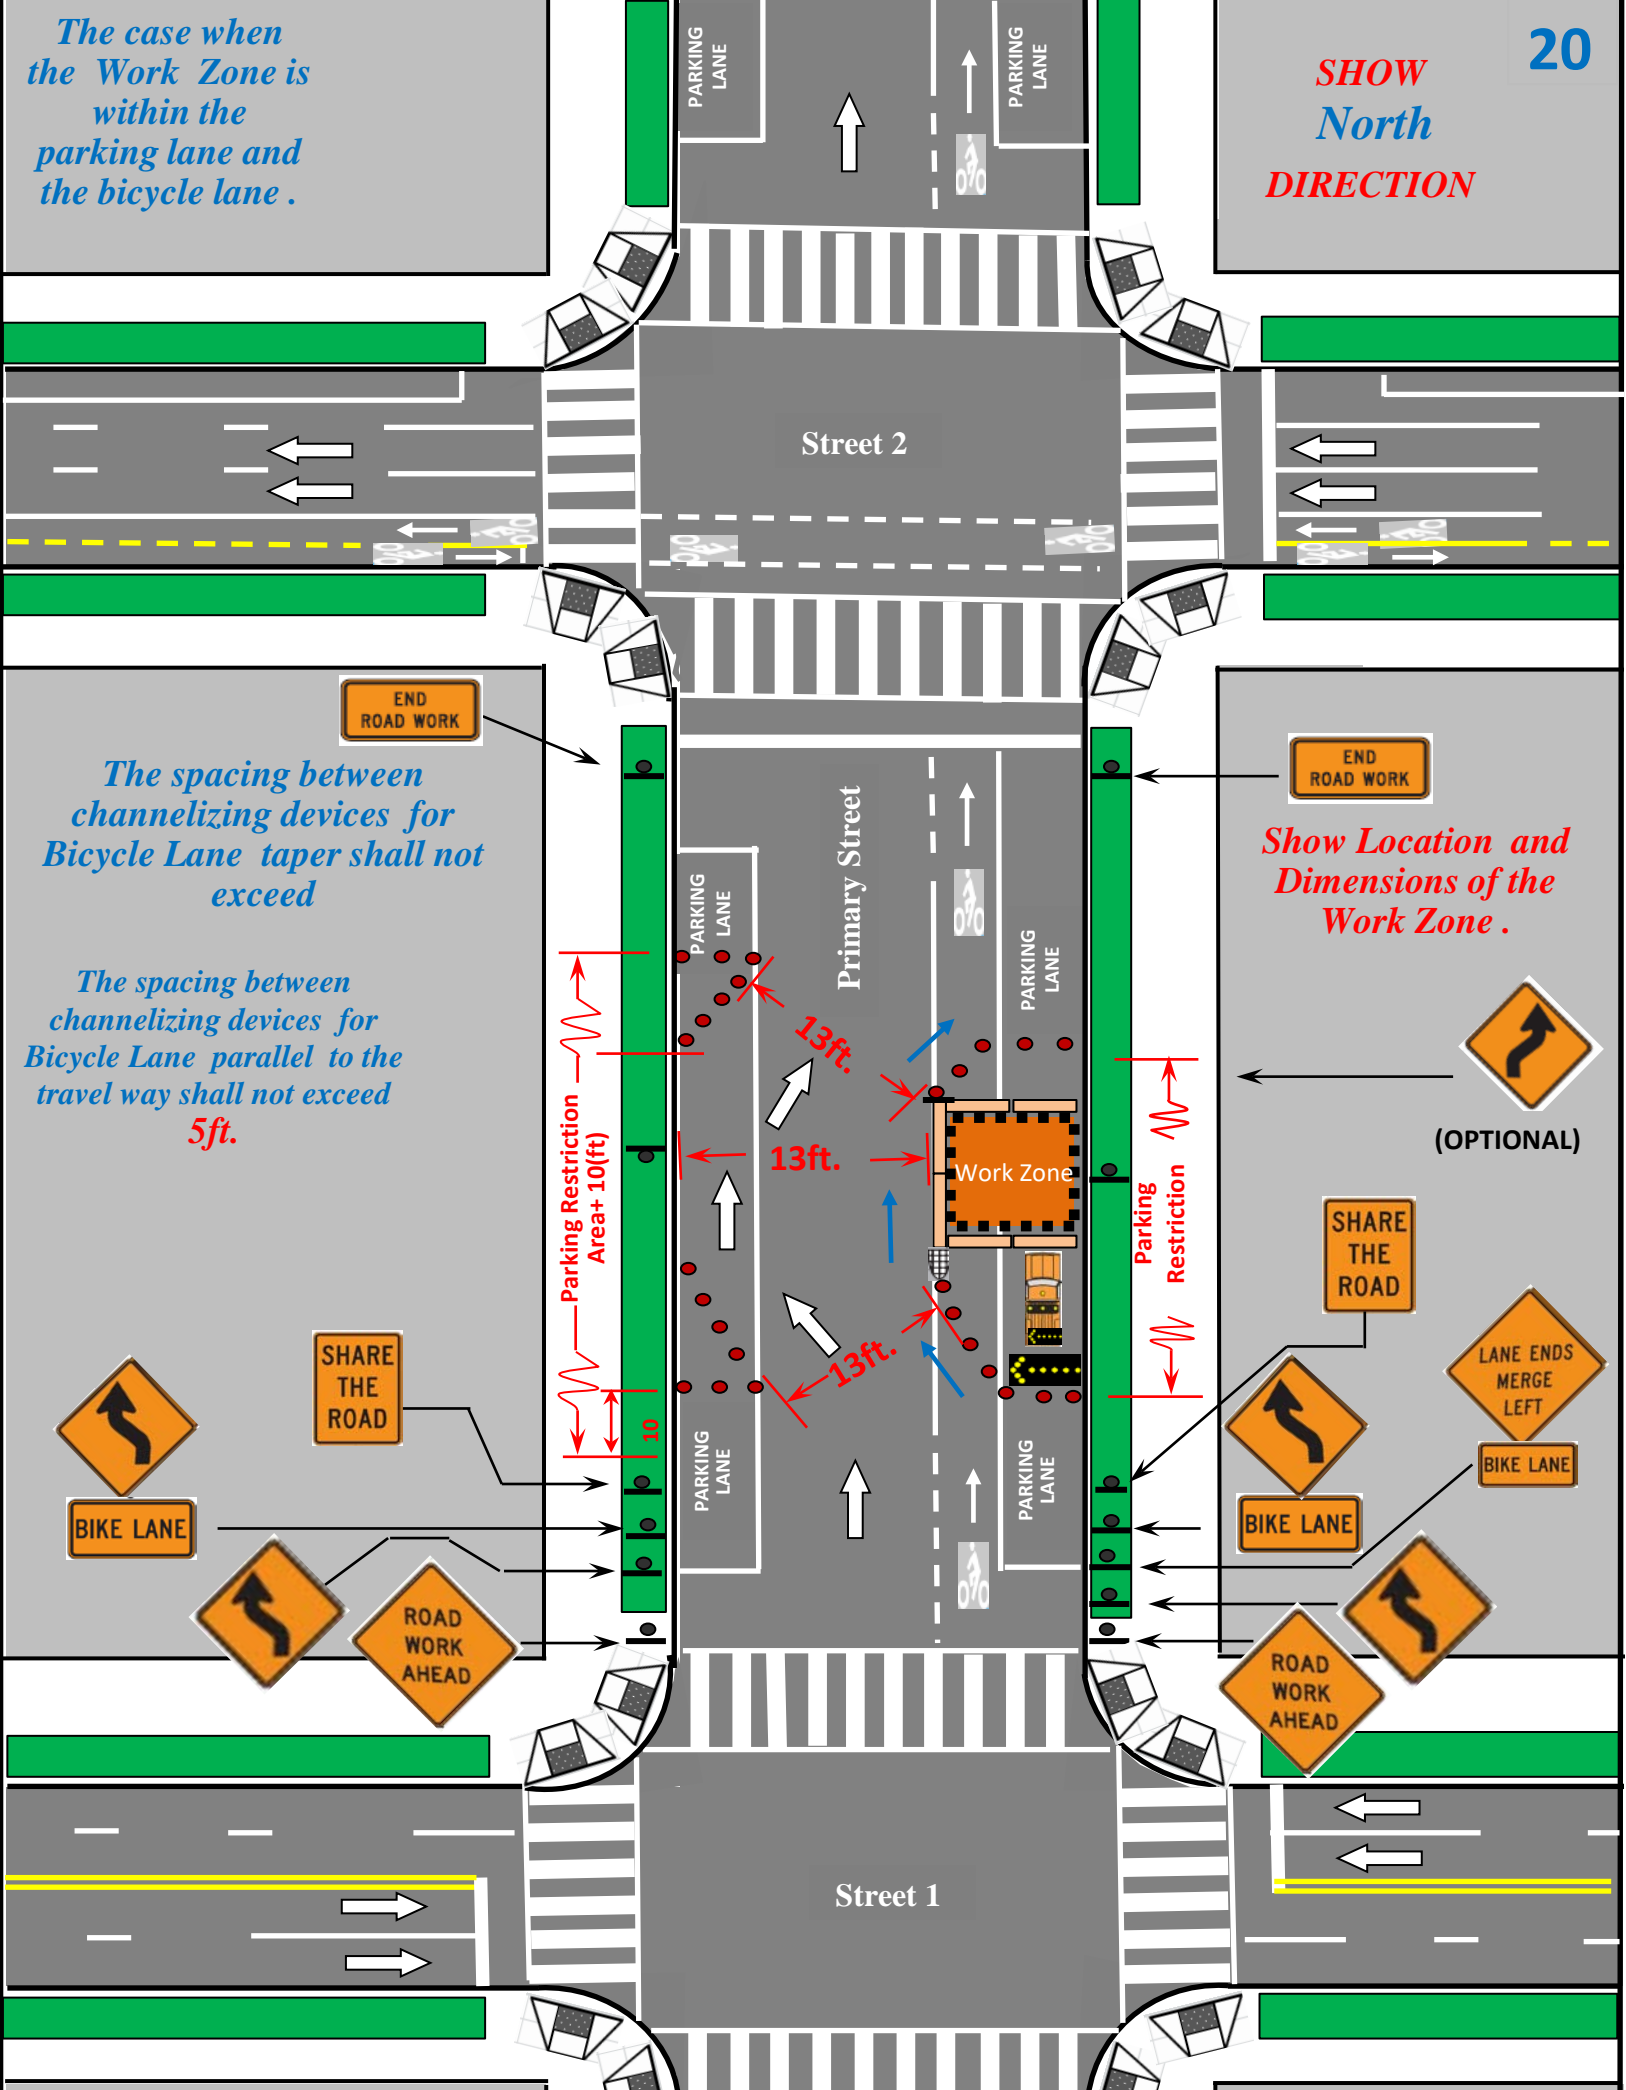 The case when
the Work Zone is
within the
parking lane and
the bicycle lane .
PARKING
LANE
PARKING
LANE
SHOW
North
DIRECTION
20
Street 2
END
ROAD WORK
The spacing between
channelizing devices for
Bicycle Lane taper shall not
exceed
The spacing between
channelizing devices for
Bicycle Lane parallel to the
travel way shall not exceed
5ft.
Primary Street
PARKING
LANE
PARKING
LANE
END
ROAD WORK
Show Location and
Dimensions of the
Work Zone .
(OPTIONAL)
13ft.
13ft.
13ft.
Work Zone
Parking Restriction
Area+ 10(ft)
10
Parking
Restriction
SHARE
THE
ROAD
SHARE
THE
ROAD
LANE ENDS
MERGE
LEFT
BIKE LANE
BIKE LANE
BIKE LANE
PARKING
LANE
PARKING
LANE
ROAD
WORK
AHEAD
ROAD
WORK
AHEAD
Street 1